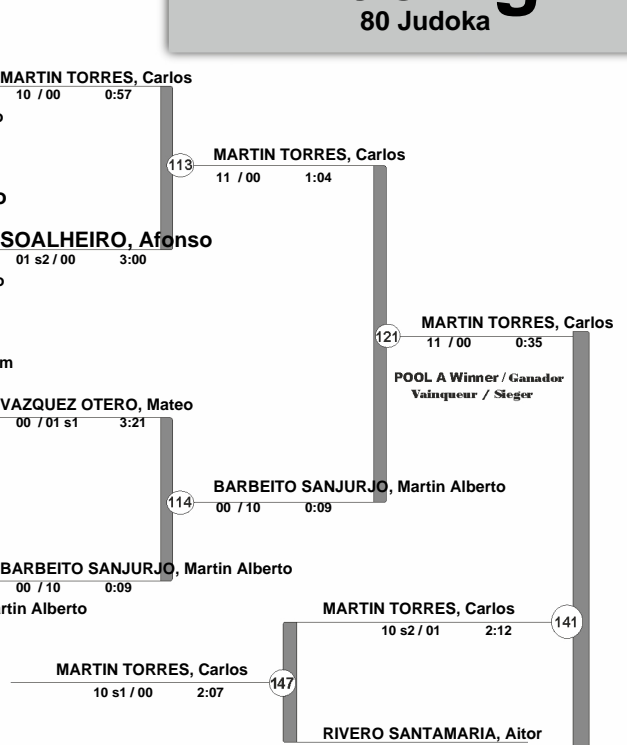 80 Judoka
MARTIN TORRES, Carlos
10 / 00 0:57
113
MARTIN TORRES, Carlos
11 / 00 1:04
SOALHEIRO, Afonso
01 s2 / 00 3:00
MARTIN TORRES, Carlos
121
11 / 00 0:35
POOL A Winner / Ganador
Vainqueur / Sieger
VAZQUEZ OTERO, Mateo
00 / 01 s1 3:21
114
BARBEITO SANJURJO, Martin Alberto
00 / 10 0:09
BARBEITO SANJURJO, Martin Alberto
00 / 10 0:09
rtin Alberto
MARTIN TORRES, Carlos
141
10 s2 / 01 2:12
MARTIN TORRES, Carlos
147
10 s1 / 00 2:07
RIVERO SANTAMARIA, Aitor